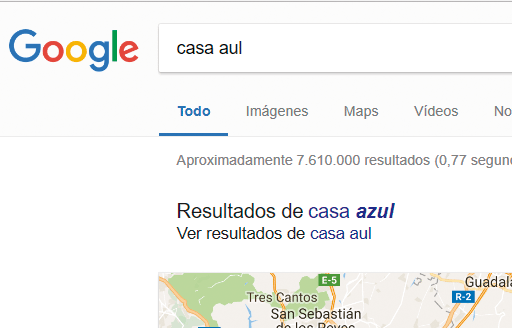 Google
casa aul
Todo Imágenes Maps Vídeos No
Aproximadamente 7.610.000 resultados (0,77 segun
Resultados de casa azul
Ver resultados de casa aul
E-5
Guadala
Tres Cantos
R-2
San Sebastián
de los Reyes